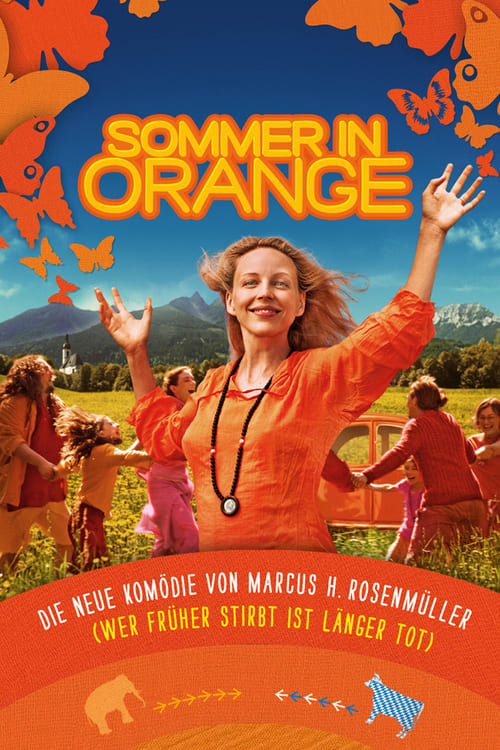 SOMMER IN
ORANGE
DIE NEUE KOMÖDIE VON MARCUS H. ROSENMÜLLER
(WER FRÜHER STIRBT IST LÄNGER TOT)